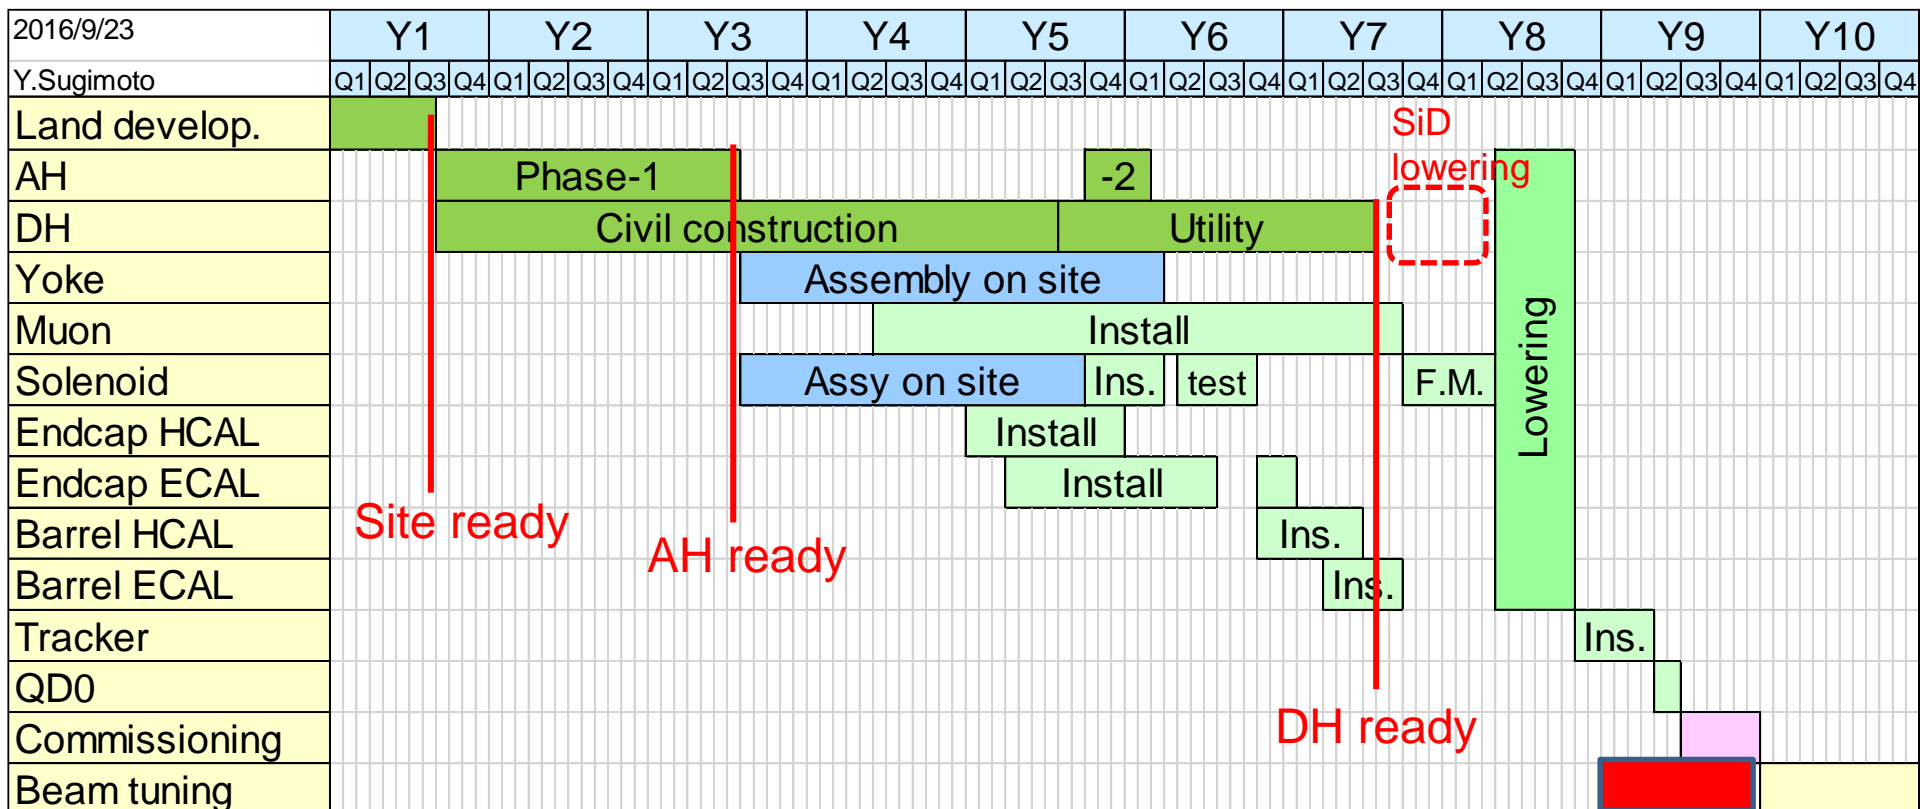 2016/9/23 Y1 Y2 Y3 Y4 Y5 Y6 Y7 Y8 Y9 Y10
Y.Sugimoto Q1 Q2 Q3 Q4 Q1 Q2 Q3 Q4 Q1 Q2 Q3 Q4 Q1 Q2 Q3 Q4 Q1 Q2 Q3 Q4 Q1 Q2 Q3 Q4 Q1 Q2 Q3 Q4 Q1 Q2 Q3 Q4 Q1 Q2 Q3 Q4 Q1 Q2 Q3 Q4
Land develop. SiD
lowering
AH Phase-1 -2
DH Civil construction Utility
Yoke Assembly on site
Muon Install
Lowering
Solenoid Assy on site Ins. test F.M.
Endcap HCAL Install
Endcap ECAL Install
Site ready
Barrel HCAL Ins.
AH ready
Barrel ECAL Ins.
Tracker Ins.
QD0
DH ready
Commissioning
Beam tuning